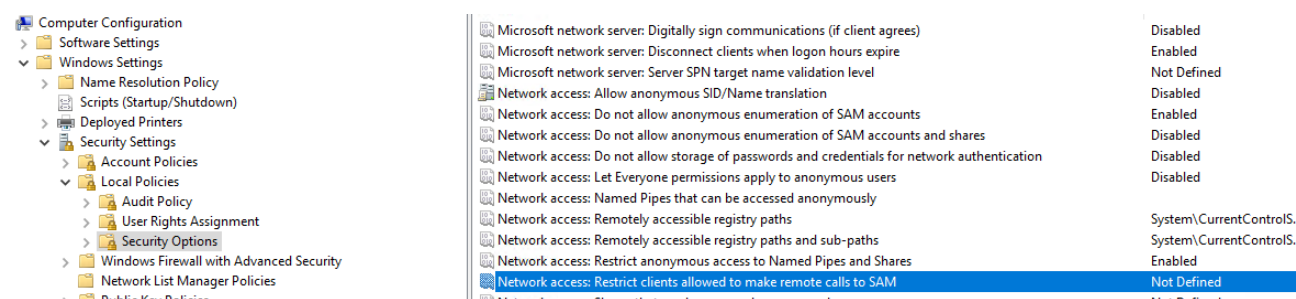 Computer Configuration
Software Settings
Windows Settings
Name Resolution Policy
Scripts (Startup/Shutdown)
Deployed Printers
Security Settings
Account Policies
Local Policies
Audit Policy
User Rights Assignment
Security Options
Windows Firewall with Advanced Security
Network List Manager Policies
Microsoft network server: Digitally sign communications (if client agrees) Disabled
Microsoft network server: Disconnect clients when logon hours expire Enabled
Microsoft network server: Server SPN target name validation level Not Defined
Network access: Allow anonymous SID/Name translation Disabled
Network access: Do not allow anonymous enumeration of SAM accounts Enabled
Network access: Do not allow anonymous enumeration of SAM accounts and shares Disabled
Network access: Do not allow storage of passwords and credentials for network authentication Disabled
Network access: Let Everyone permissions apply to anonymous users Disabled
Network access: Named Pipes that can be accessed anonymously
Network access: Remotely accessible registry paths System\CurrentControlS.
Network access: Remotely accessible registry paths and sub-paths System\CurrentControlS.
Network access: Restrict anonymous access to Named Pipes and Shares Enabled
Network access: Restrict clients allowed to make remote calls to SAM Not Defined